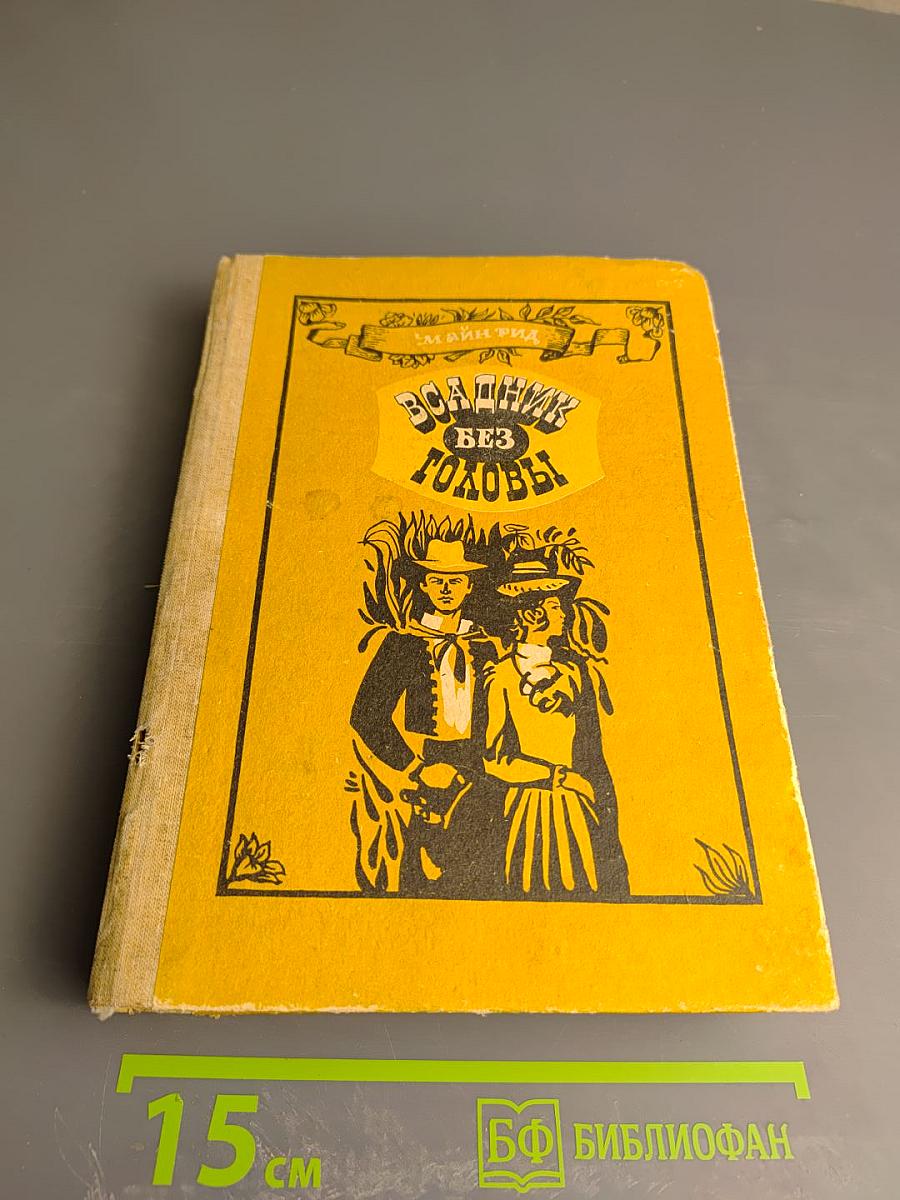 МАЙН РИД
ВСАДНИК
БЕЗ
ГОЛОВЫ
15 см
БФ БИБЛИОФАН